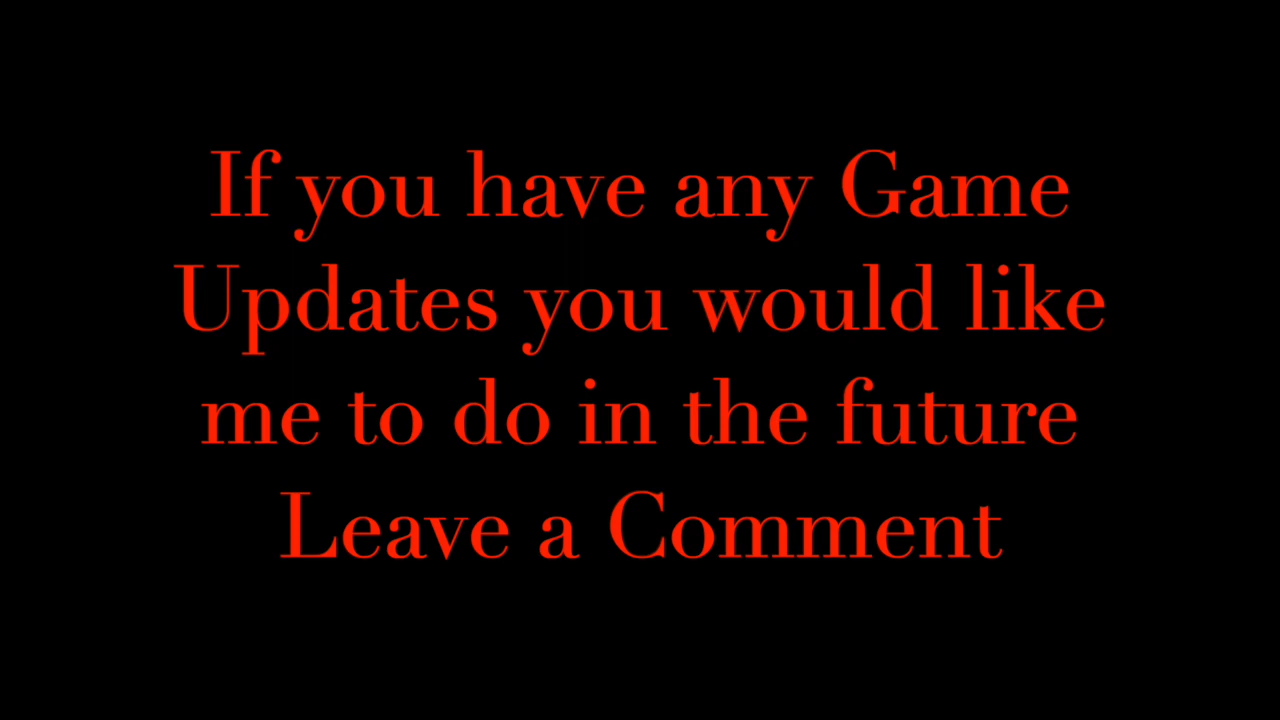 If you have any Game
Updates you would like
me to do in the future
Leave a Comment